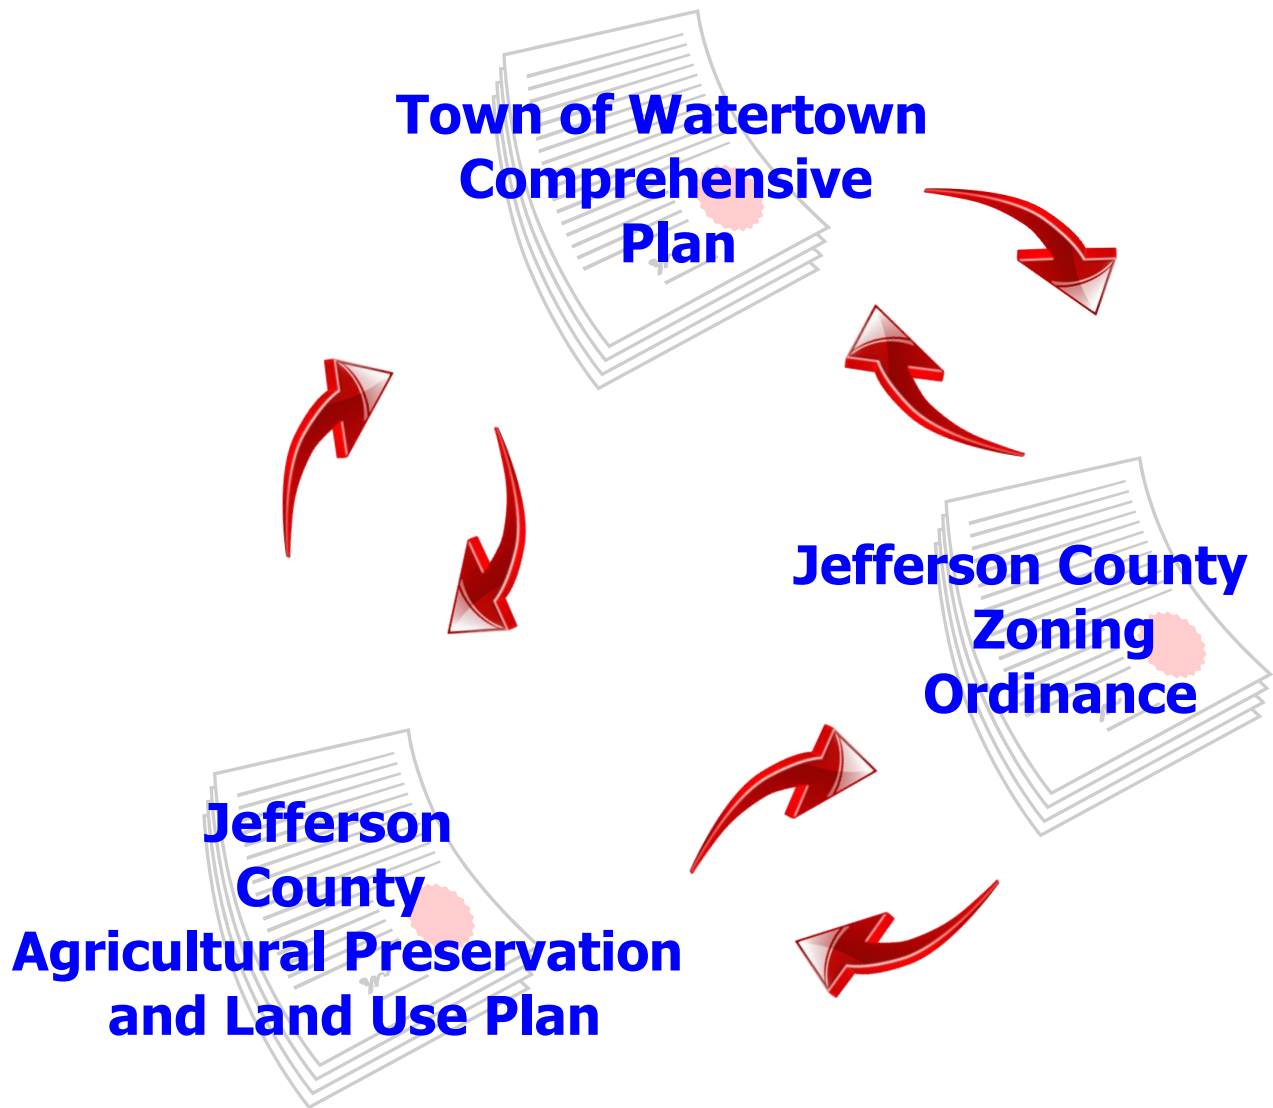 Town of Watertown
Comprehensive
Plan
Jefferson County
Zoning
Ordinance
Jefferson
County
Agricultural Preservation
and Land Use Plan